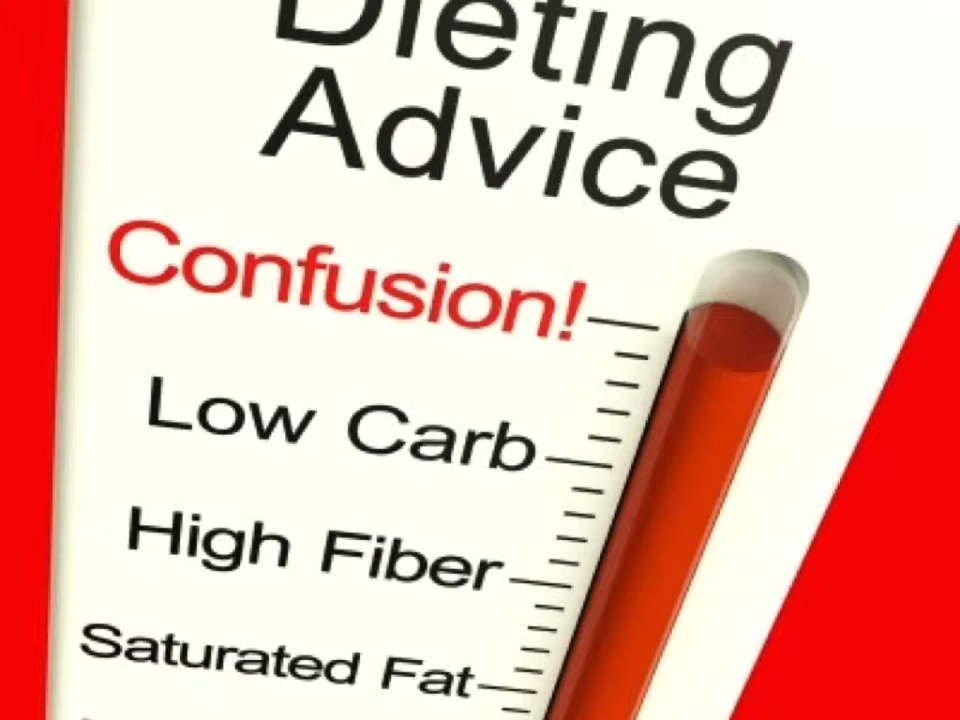 Dieting
Advice
Confusion!
Low Carb
High Fiber
Saturated Fat